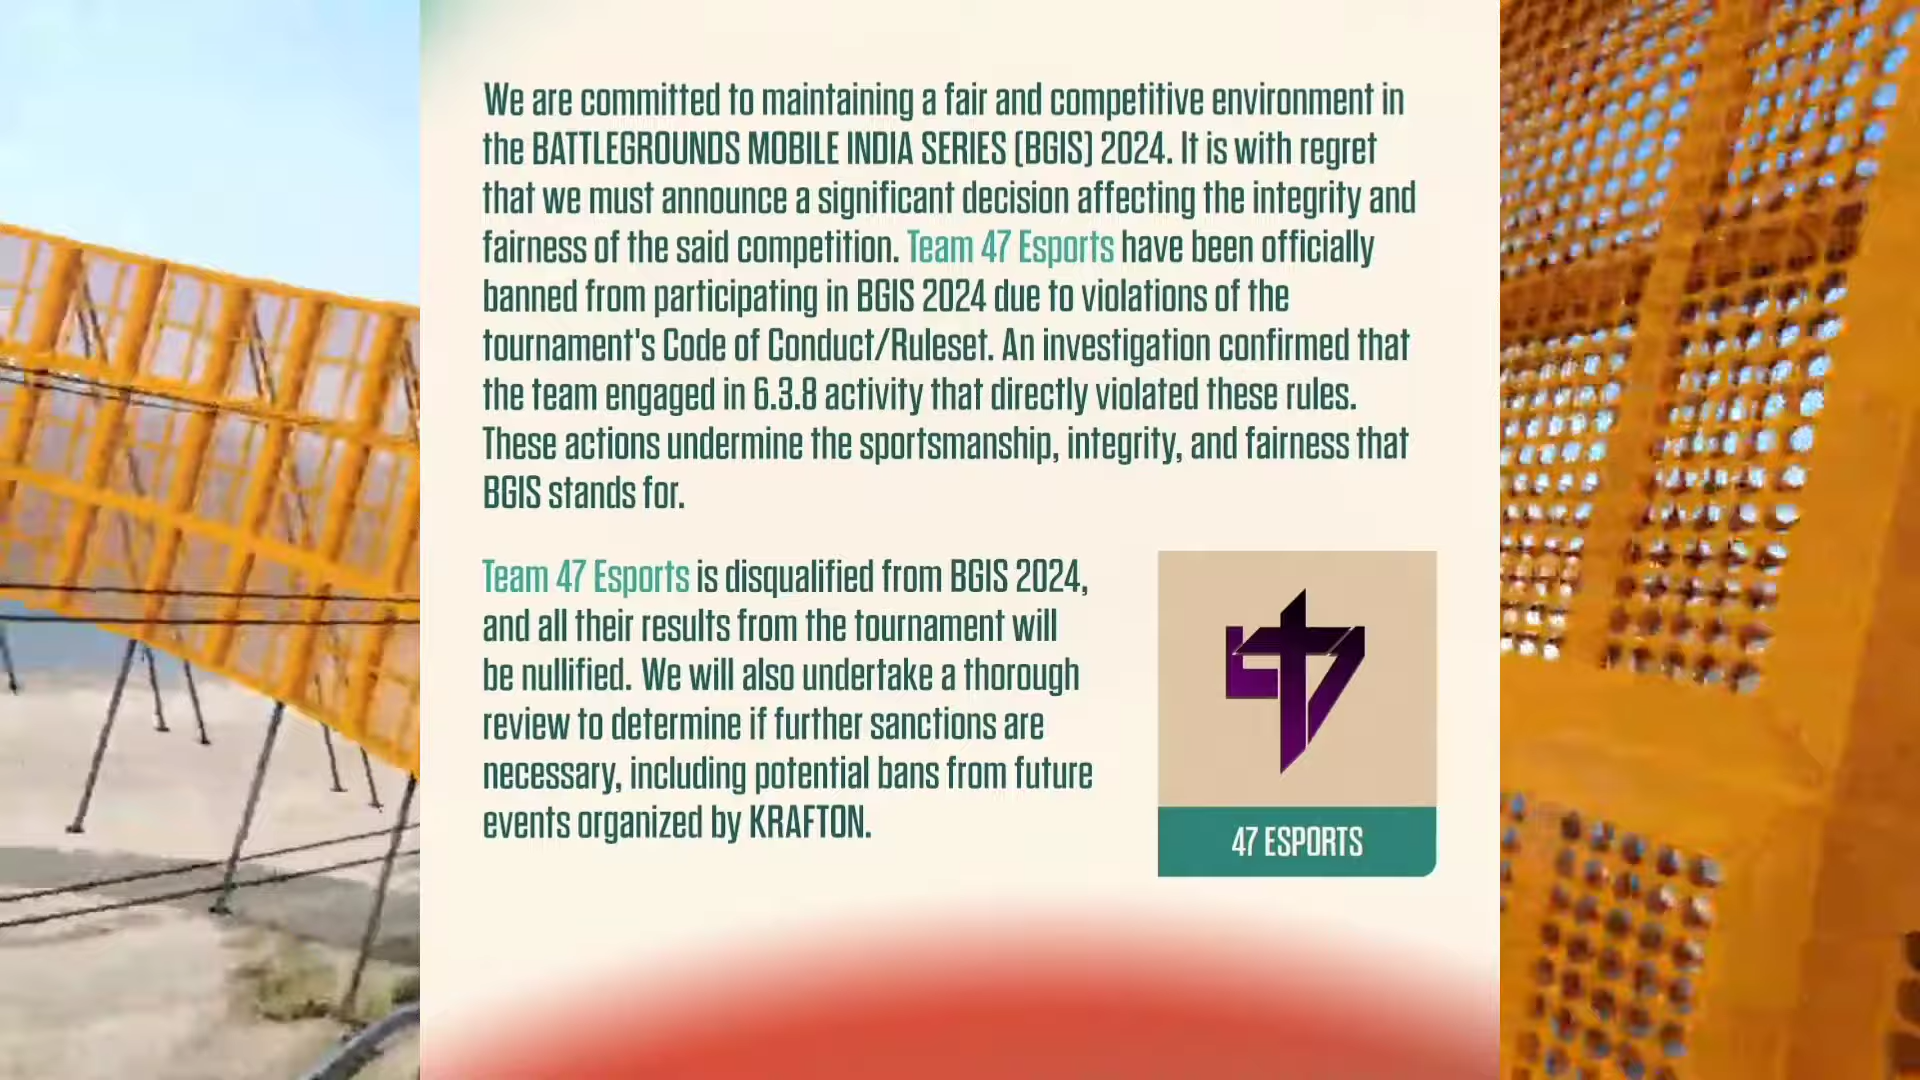 We are committed to maintaining a fair and competitive environment in
the BATTLEGROUNDS MOBILE INDIA SERIES (BGIS) 2024. It is with regret
that we must announce a significant decision affecting the integrity and
fairness of the said competition. Team 47 Esports have been officially
banned from participating in BGIS 2024 due to violations of the
tournament's Code of Conduct/Ruleset. An investigation confirmed that
the team engaged in 6.3.8 activity that directly violated these rules.
These actions undermine the sportsmanship, integrity, and fairness that
BGIS stands for.
Team 47 Esports is disqualified from BGIS 2024,
and all their results from the tournament will
be nullified. We will also undertake a thorough
review to determine if further sanctions are
necessary, including potential bans from future
events organized by KRAFTON.
47
47 ESPORTS